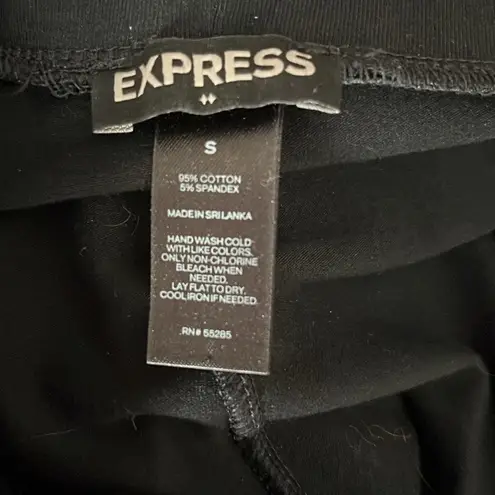 EXPRESS
S
95% COTTON
5% SPANDEX
MADE IN SRI LANKA
HAND WASH COLD
WITH LIKE COLORS.
ONLY NON-CHLORINE
BLEACH WHEN
NEEDED.
LAY FLAT TO DRY.
COOL IRON IF NEEDED.
RN# 55285